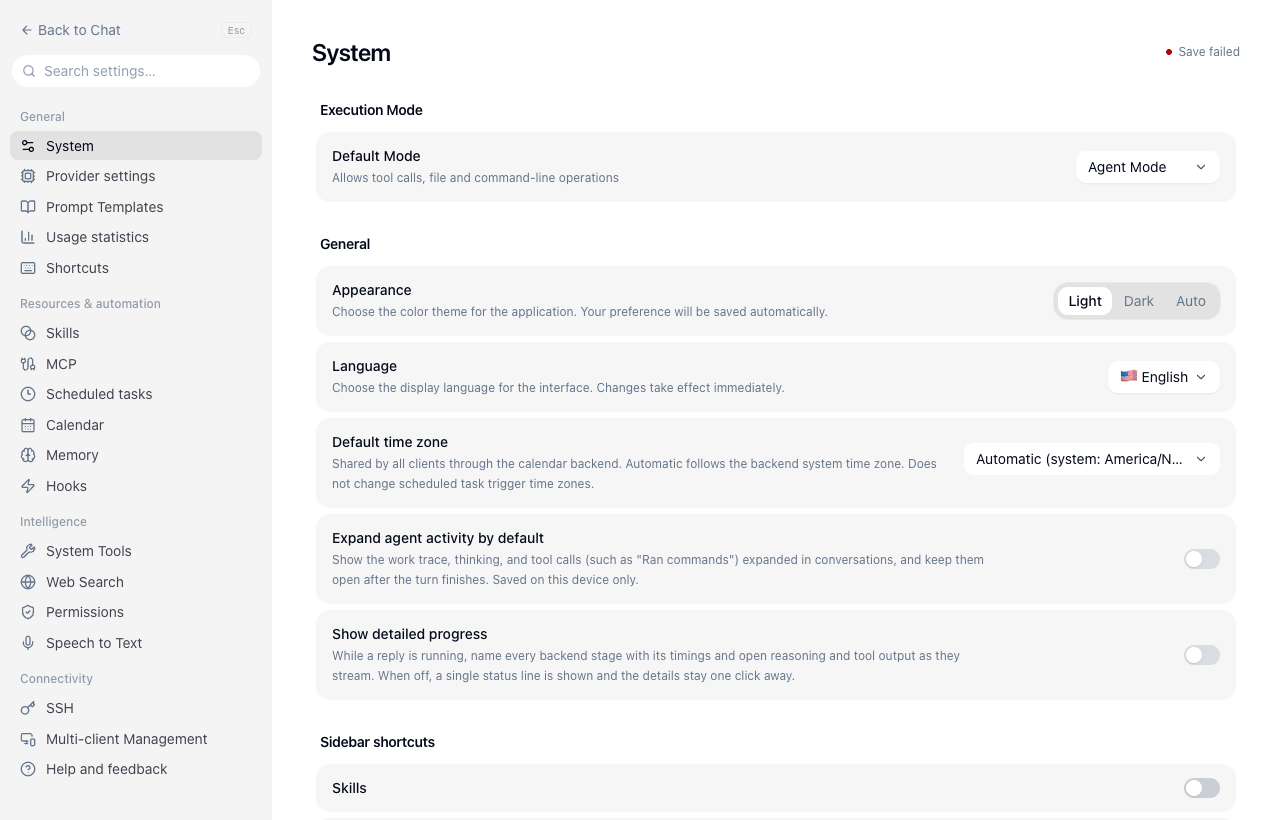 Back to Chat
Esc
Search settings...
General
System
Provider settings
Prompt Templates
Usage statistics
Shortcuts
Resources & automation
Skills
MCP
Scheduled tasks
Calendar
Memory
Hooks
Intelligence
System Tools
Web Search
Permissions
Speech to Text
Connectivity
SSH
Multi-client Management
Help and feedback
System
Save failed
Execution Mode
Default Mode
Allows tool calls, file and command-line operations
Agent Mode
General
Appearance
Choose the color theme for the application. Your preference will be saved automatically.
Light
Dark
Auto
Language
Choose the display language for the interface. Changes take effect immediately.
English
Default time zone
Shared by all clients through the calendar backend. Automatic follows the backend system time zone. Does
not change scheduled task trigger time zones.
Automatic (system: America/N...
Expand agent activity by default
Show the work trace, thinking, and tool calls (such as "Ran commands") expanded in conversations, and keep them
open after the turn finishes. Saved on this device only.
Show detailed progress
While a reply is running, name every backend stage with its timings and open reasoning and tool output as they
stream. When off, a single status line is shown and the details stay one click away.
Sidebar shortcuts
Skills